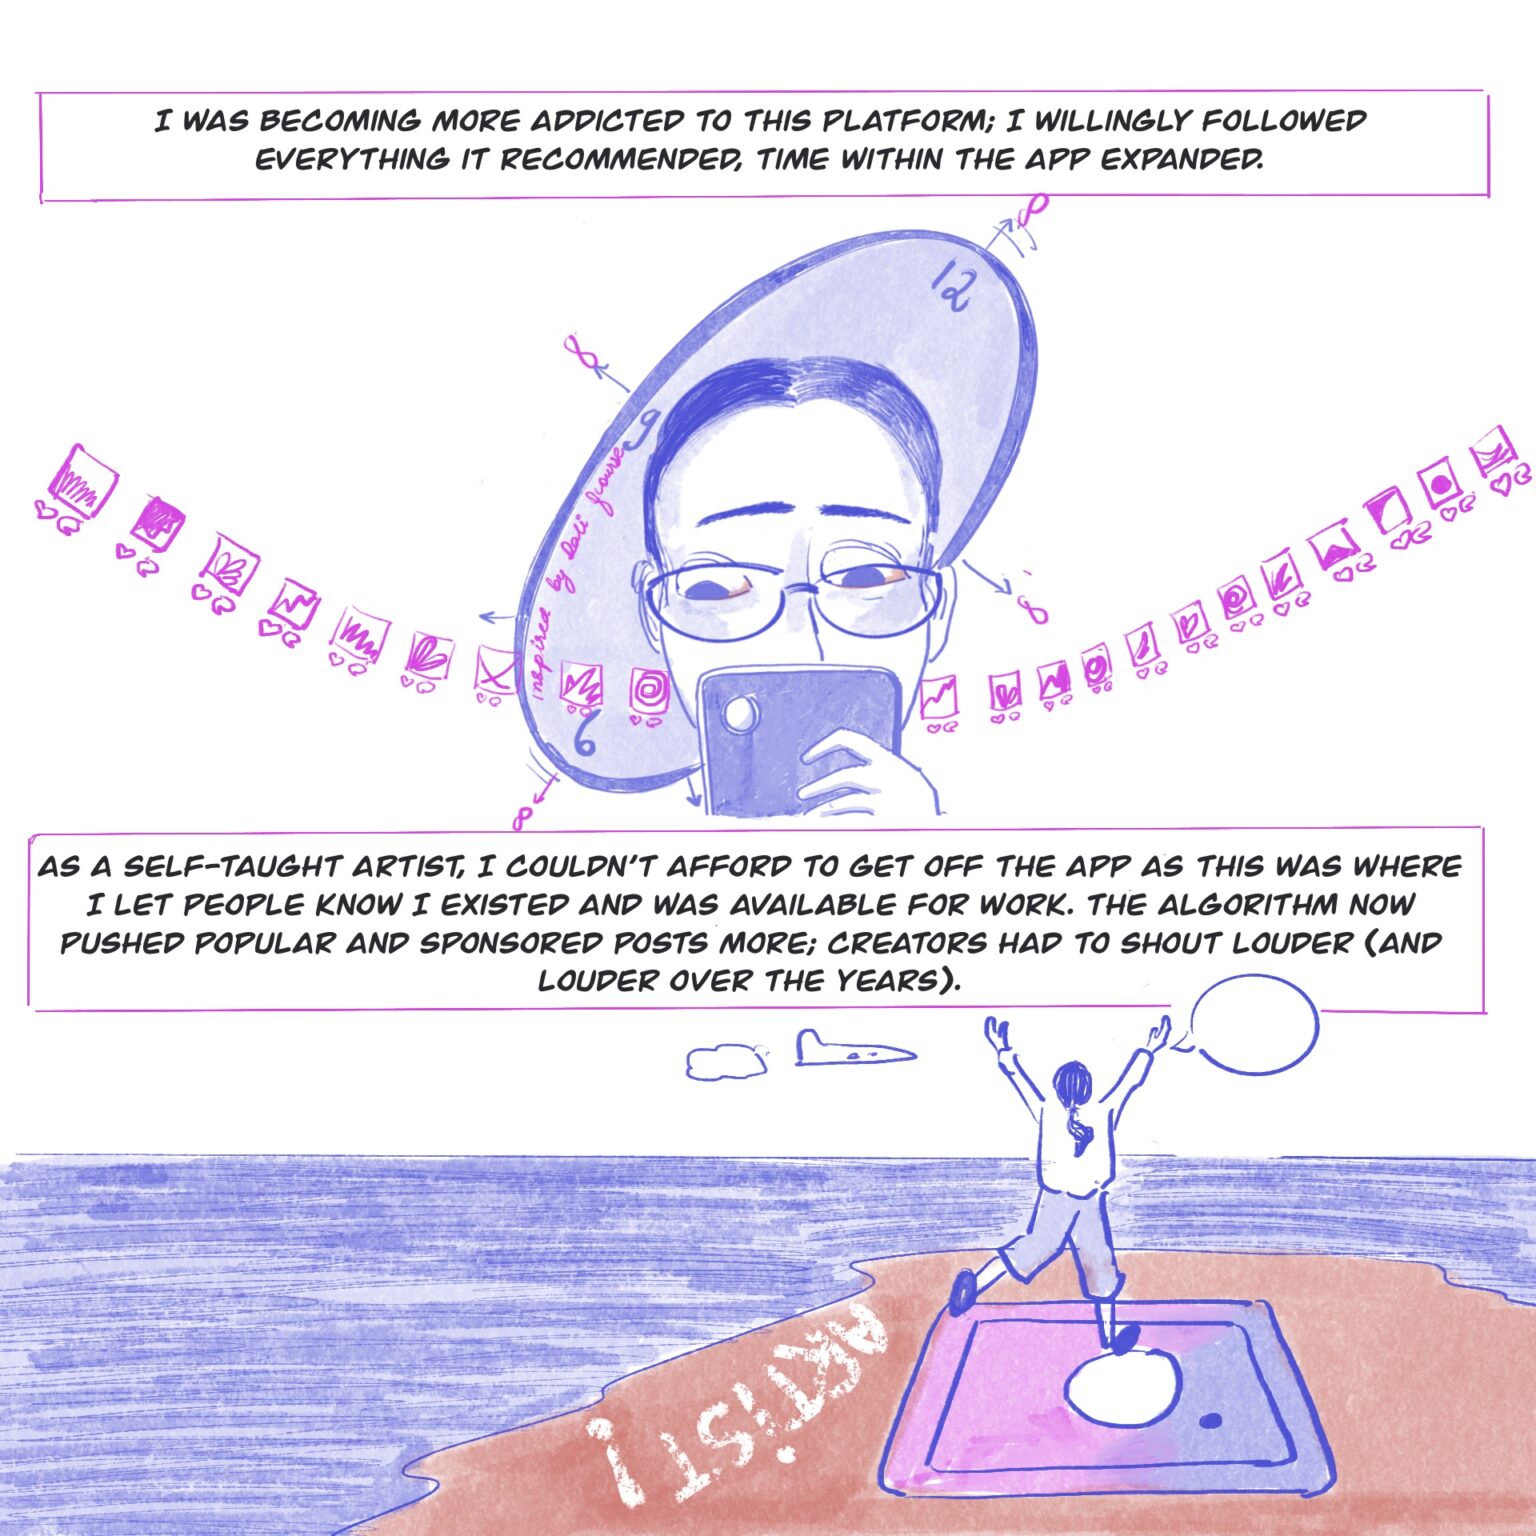 I WAS BECOMING MORE ADDICTED TO THIS PLATFORM; I WILLINGLY FOLLOWED
EVERYTHING IT RECOMMENDED, TIME WITHIN THE APP EXPANDED.
∞
12
∞
9
inspired by Dali of course
∞
6
∞
AS A SELF-TAUGHT ARTIST, I COULDN'T AFFORD TO GET OFF THE APP AS THIS WAS WHERE
I LET PEOPLE KNOW I EXISTED AND WAS AVAILABLE FOR WORK. THE ALGORITHM NOW
PUSHED POPULAR AND SPONSORED POSTS MORE; CREATORS HAD TO SHOUT LOUDER (AND
LOUDER OVER THE YEARS).
ARTIST!